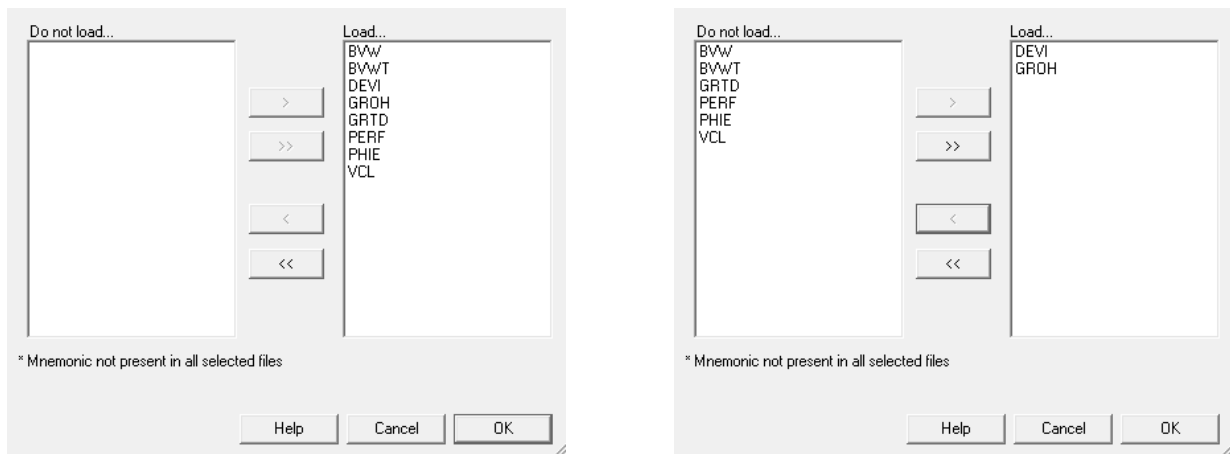 Do not load...
Load...
BVW
BVWT
DEVI
GROH
GRTD
PERF
PHIE
VCL
>
>>
<
<<
* Mnemonic not present in all selected files
Help
Cancel
OK
Do not load...
Load...
BVW
BVWT
GRTD
PERF
PHIE
VCL
DEVI
GROH
>
>>
<
<<
* Mnemonic not present in all selected files
Help
Cancel
OK